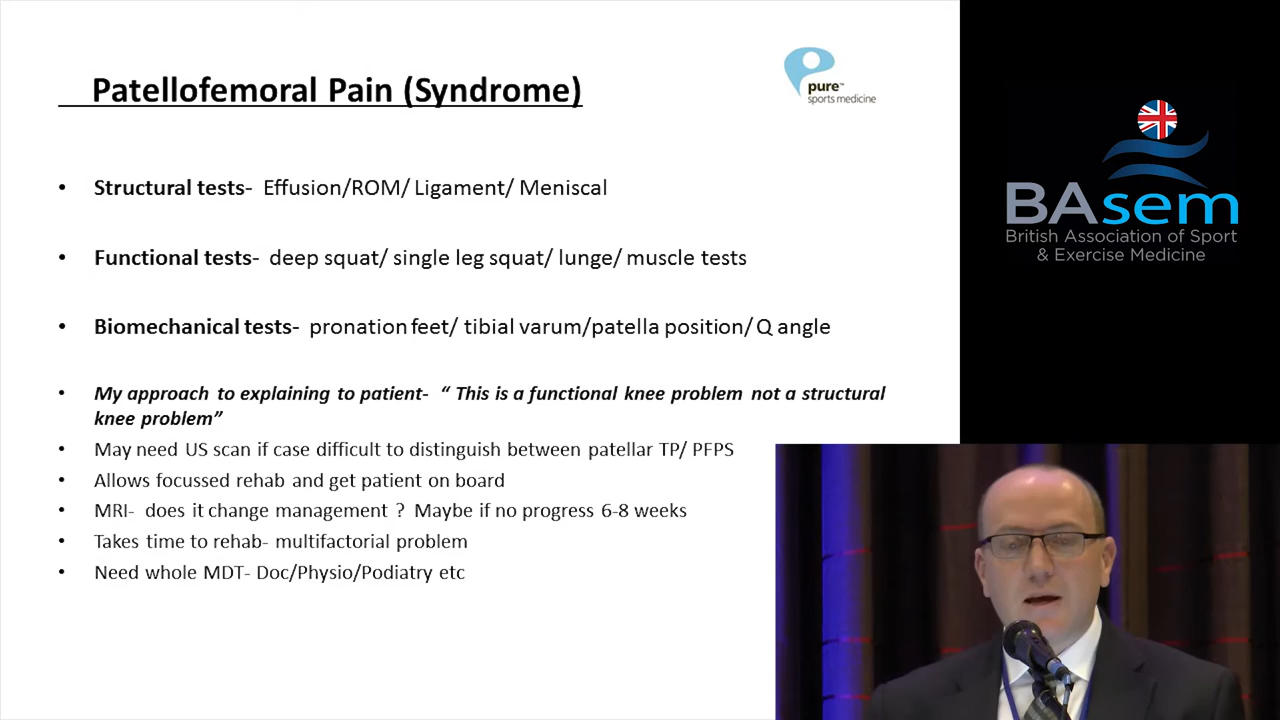 Patellofemoral Pain (Syndrome)
pure™
sports medicine
• Structural tests- Effusion/ROM/ Ligament/ Meniscal
• Functional tests- deep squat/ single leg squat/ lunge/ muscle tests
• Biomechanical tests- pronation feet/ tibial varum/patella position/ Q angle
• My approach to explaining to patient- “ This is a functional knee problem not a structural
knee problem”
• May need US scan if case difficult to distinguish between patellar TP/ PFPS
• Allows focussed rehab and get patient on board
• MRI- does it change management ? Maybe if no progress 6-8 weeks
• Takes time to rehab- multifactorial problem
• Need whole MDT- Doc/Physio/Podiatry etc
BAsem
British Association of Sport
& Exercise Medicine